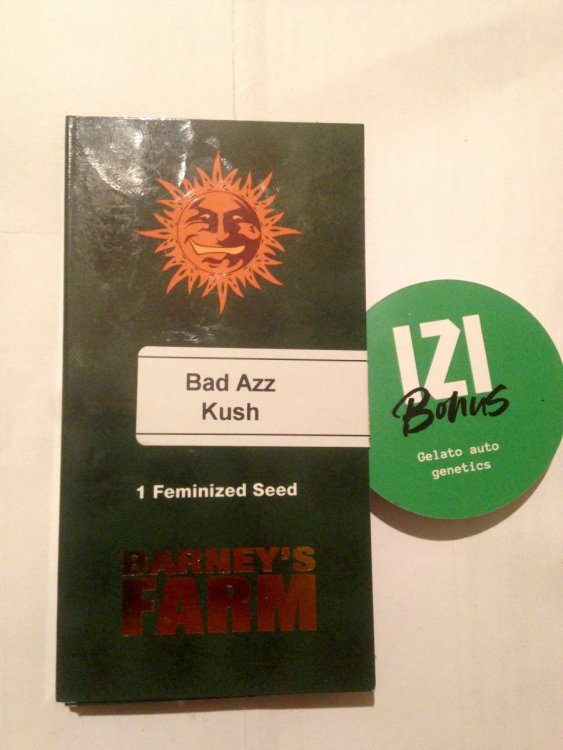 Bad Azz
Kush
1 Feminized Seed
BARNEY'S
FARM
IZI
Bonus
Gelato auto
genetics